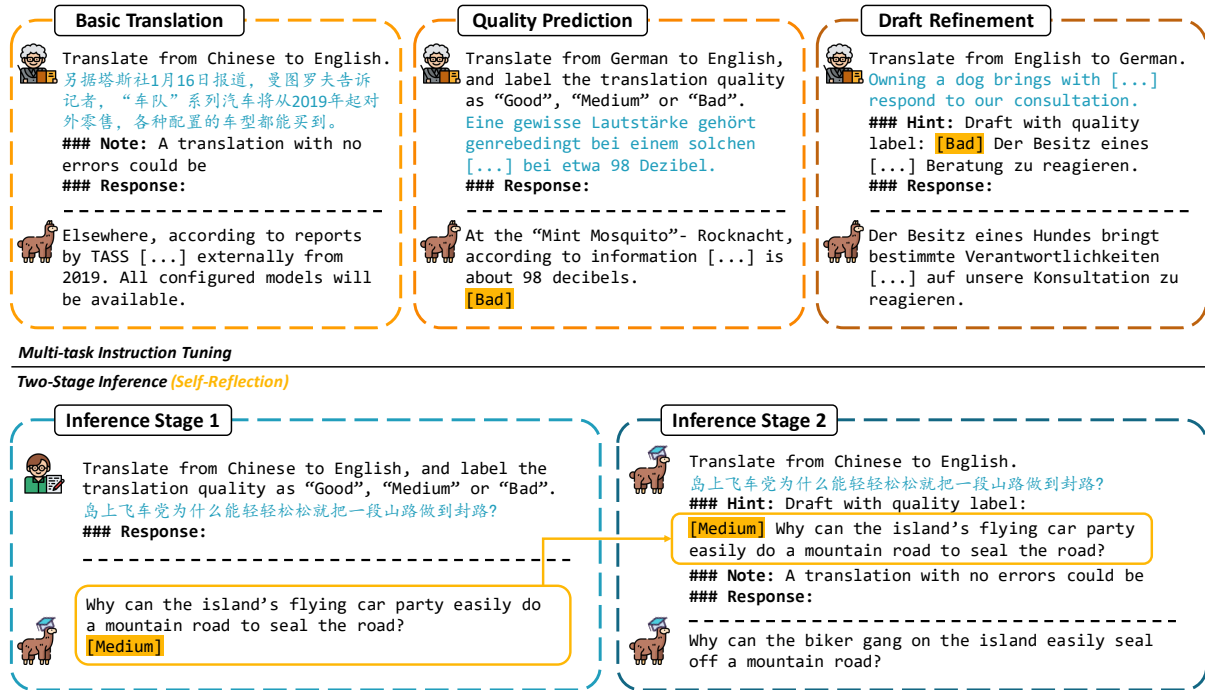 Basic Translation
Translate from Chinese to English.
另据塔斯社1月16日报道，曼图罗夫告诉
记者，“车队”系列汽车将从2019年起对
外零售，各种配置的车型都能买到。
### Note: A translation with no
errors could be
### Response:
Elsewhere, according to reports
by TASS [...] externally from
2019. All configured models will
be available.
Quality Prediction
Translate from German to English,
and label the translation quality
as “Good”, “Medium” or “Bad”.
Eine gewisse Lautstärke gehört
genrebedingt bei einem solchen
[...] bei etwa 98 Dezibel.
### Response:
At the “Mint Mosquito”- Rocknacht,
according to information [...] is
about 98 decibels.
[Bad]
Draft Refinement
Translate from English to German.
Owning a dog brings with [...]
respond to our consultation.
### Hint: Draft with quality
label: [Bad] Der Besitz eines
[...] Beratung zu reagieren.
### Response:
Der Besitz eines Hundes bringt
bestimmte Verantwortlichkeiten
[...] auf unsere Konsultation zu
reagieren.
Multi-task Instruction Tuning
Two-Stage Inference (Self-Reflection)
Inference Stage 1
Translate from Chinese to English, and label the
translation quality as “Good”, “Medium” or “Bad”.
岛上飞车党为什么能轻轻松松就把一段山路做到封路?
### Response:
Why can the island’s flying car party easily do
a mountain road to seal the road?
[Medium]
Inference Stage 2
Translate from Chinese to English.
岛上飞车党为什么能轻轻松松就把一段山路做到封路?
### Hint: Draft with quality label:
[Medium] Why can the island’s flying car party
easily do a mountain road to seal the road?
### Note: A translation with no errors could be
### Response:
Why can the biker gang on the island easily seal
off a mountain road?